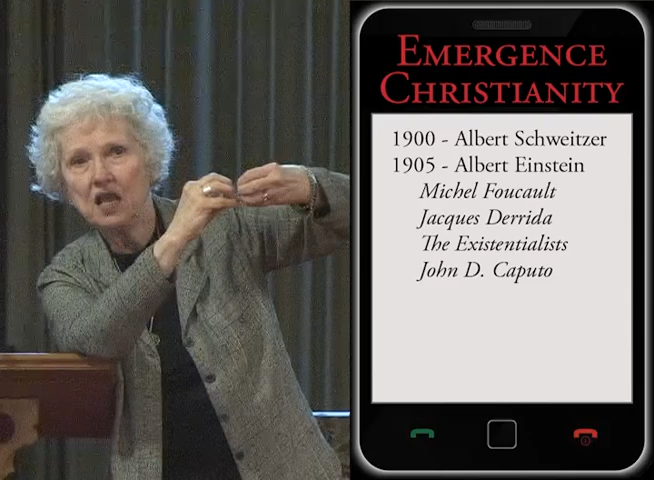 EMERGENCE
CHRISTIANITY
1900 - Albert Schweitzer
1905 - Albert Einstein
Michel Foucault
Jacques Derrida
The Existentialists
John D. Caputo